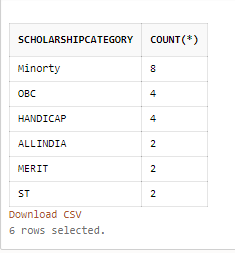 SCHOLARSHIPCATEGORY COUNT(*)
Minorty 8
OBC 4
HANDICAP 4
ALLINDIA 2
MERIT 2
ST 2
Download CSV
6 rows selected.